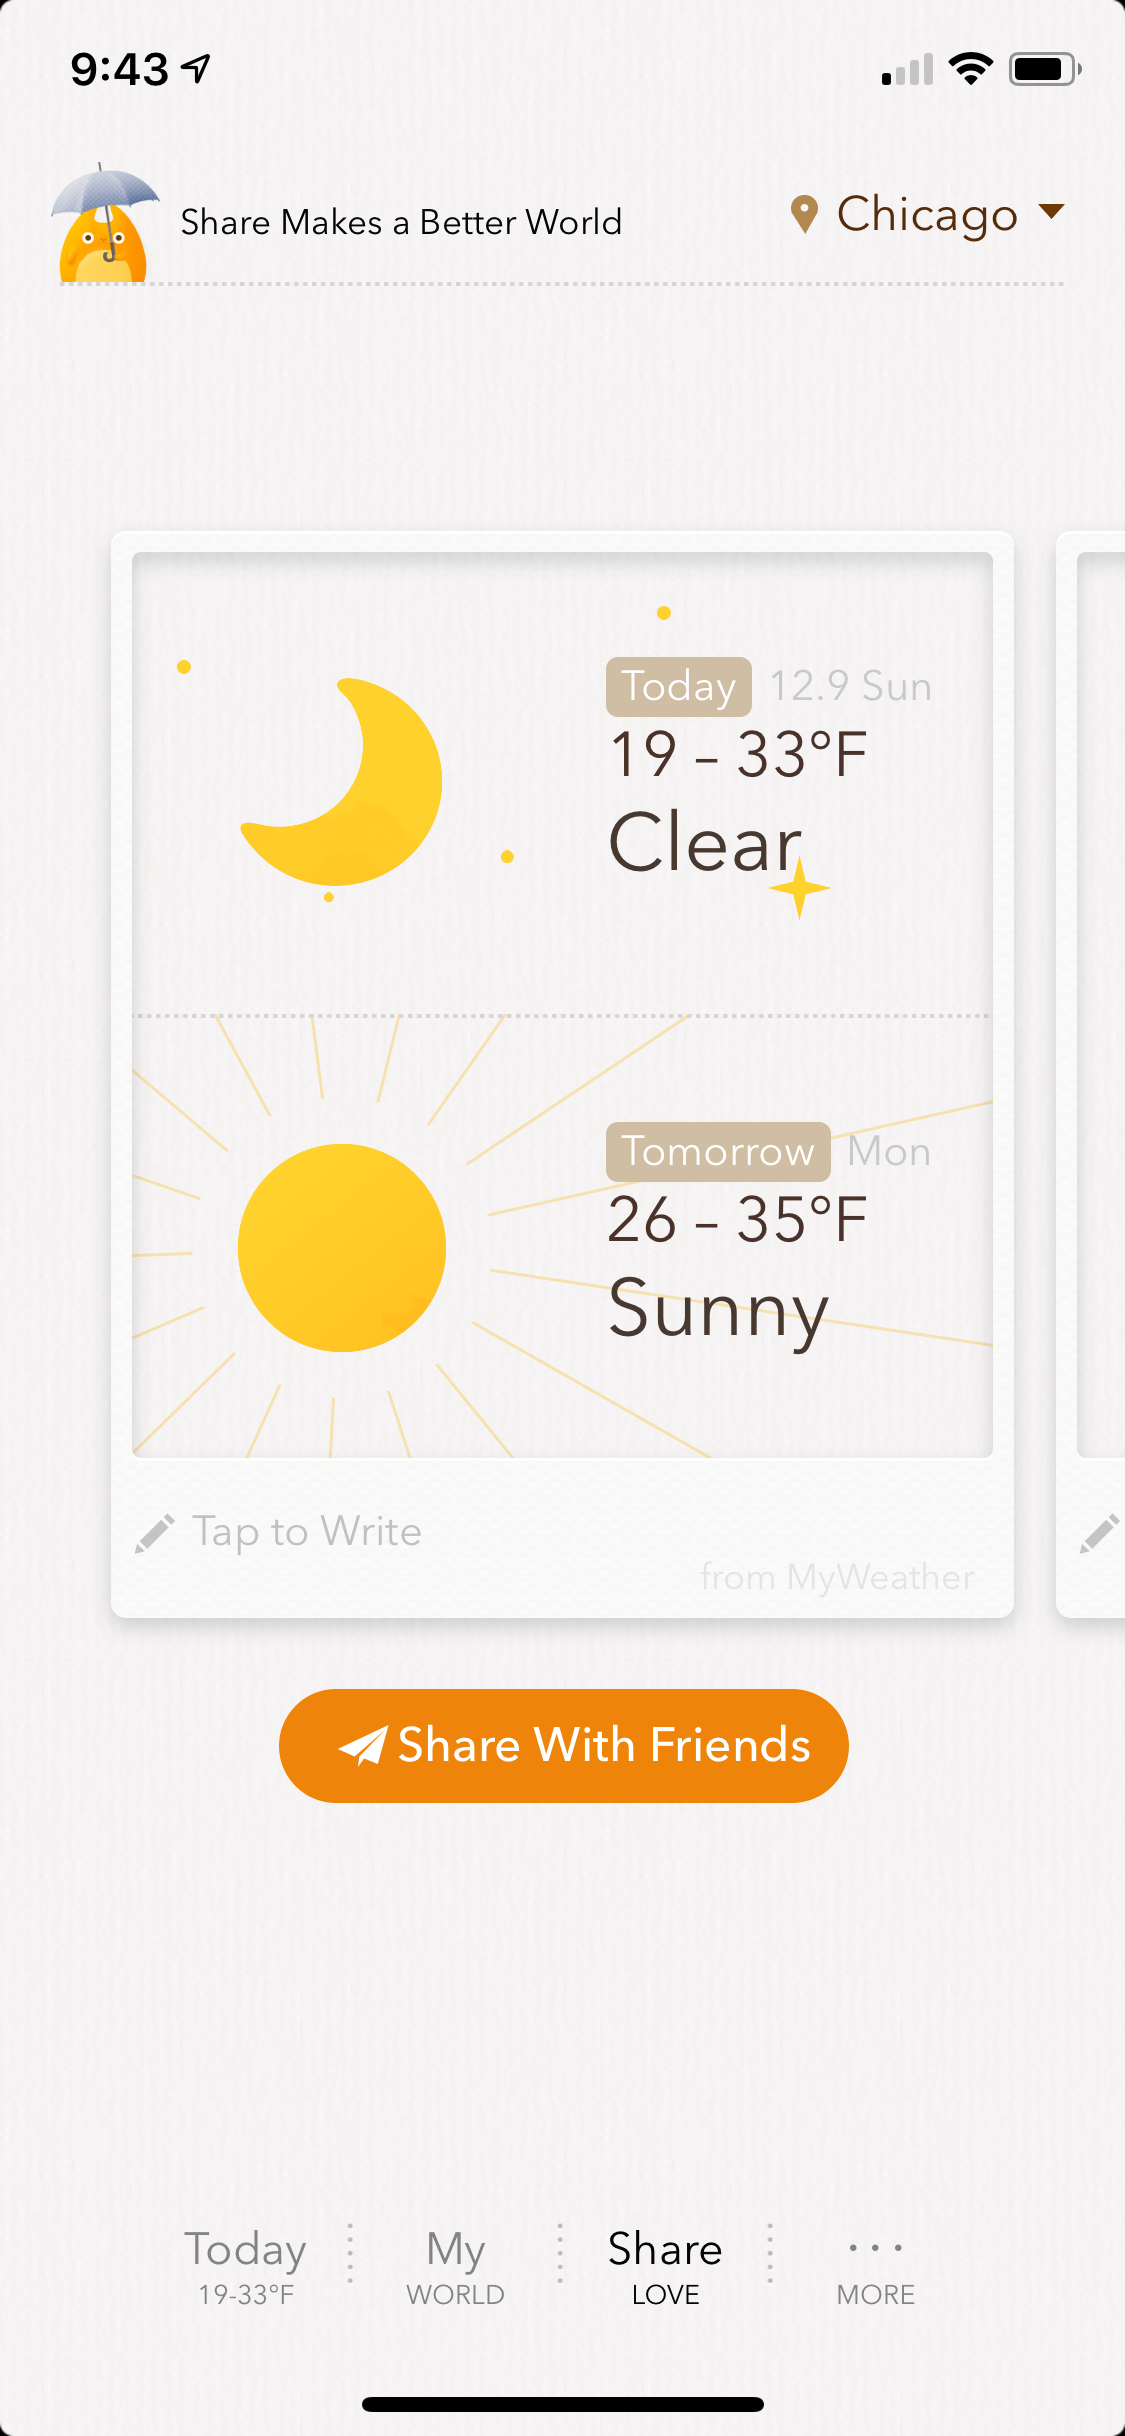 9:43
Share Makes a Better World
Chicago
Today 12.9 Sun
19 – 33°F
Clear
Tomorrow Mon
26 – 35°F
Sunny
Tap to Write
from MyWeather
Share With Friends
Today My Share ...
19-33°F WORLD LOVE MORE